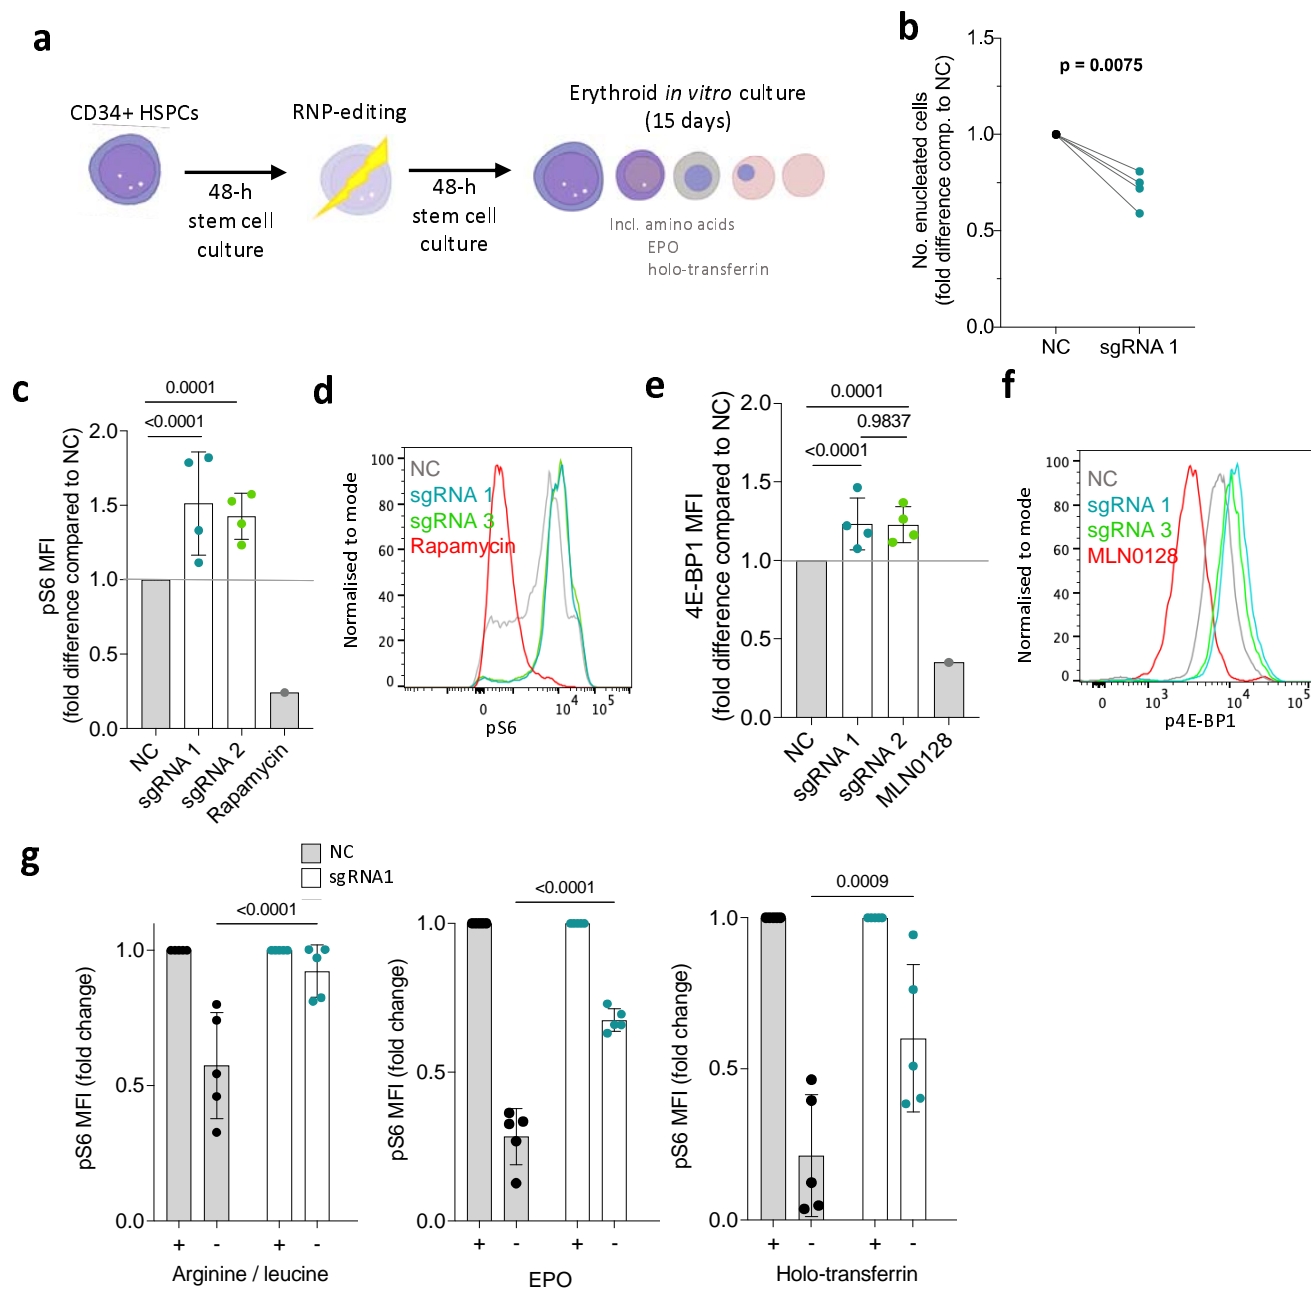 a
CD34+ HSPCs
48-h
stem cell
culture
RNP-editing
48-h
stem cell
culture
Erythroid in vitro culture
(15 days)
Incl. amino acids
EPO
holo-transferrin
b
No. enucleated cells
(fold difference comp. to NC)
1.5
1.0
0.5
0.0
p = 0.0075
NC
sgRNA 1
c
pS6 MFI
(fold difference compared to NC)
2.0
1.5
1.0
0.5
0.0
0.0001
<0.0001
NC
sgRNA 1
sgRNA 2
Rapamycin
d
Normalised to mode
100
80
60
40
20
0
NC
sgRNA 1
sgRNA 3
Rapamycin
0
10^4
10^5
pS6
e
4E-BP1 MFI
(fold difference compared to NC)
2.0
1.5
1.0
0.5
0.0
0.0001
0.9837
<0.0001
NC
sgRNA 1
sgRNA 2
MLN0128
f
Normalised to mode
100
80
60
40
20
0
NC
sgRNA 1
sgRNA 3
MLN0128
0
10^3
10^4
10^5
p4E-BP1
g
NC
sgRNA1
pS6 MFI (fold change)
1.0
0.5
0.0
<0.0001
+ - + -
Arginine / leucine
pS6 MFI (fold change)
1.0
0.5
0.0
<0.0001
+ - + -
EPO
pS6 MFI (fold change)
1.0
0.5
0.0
0.0009
+ - + -
Holo-transferrin